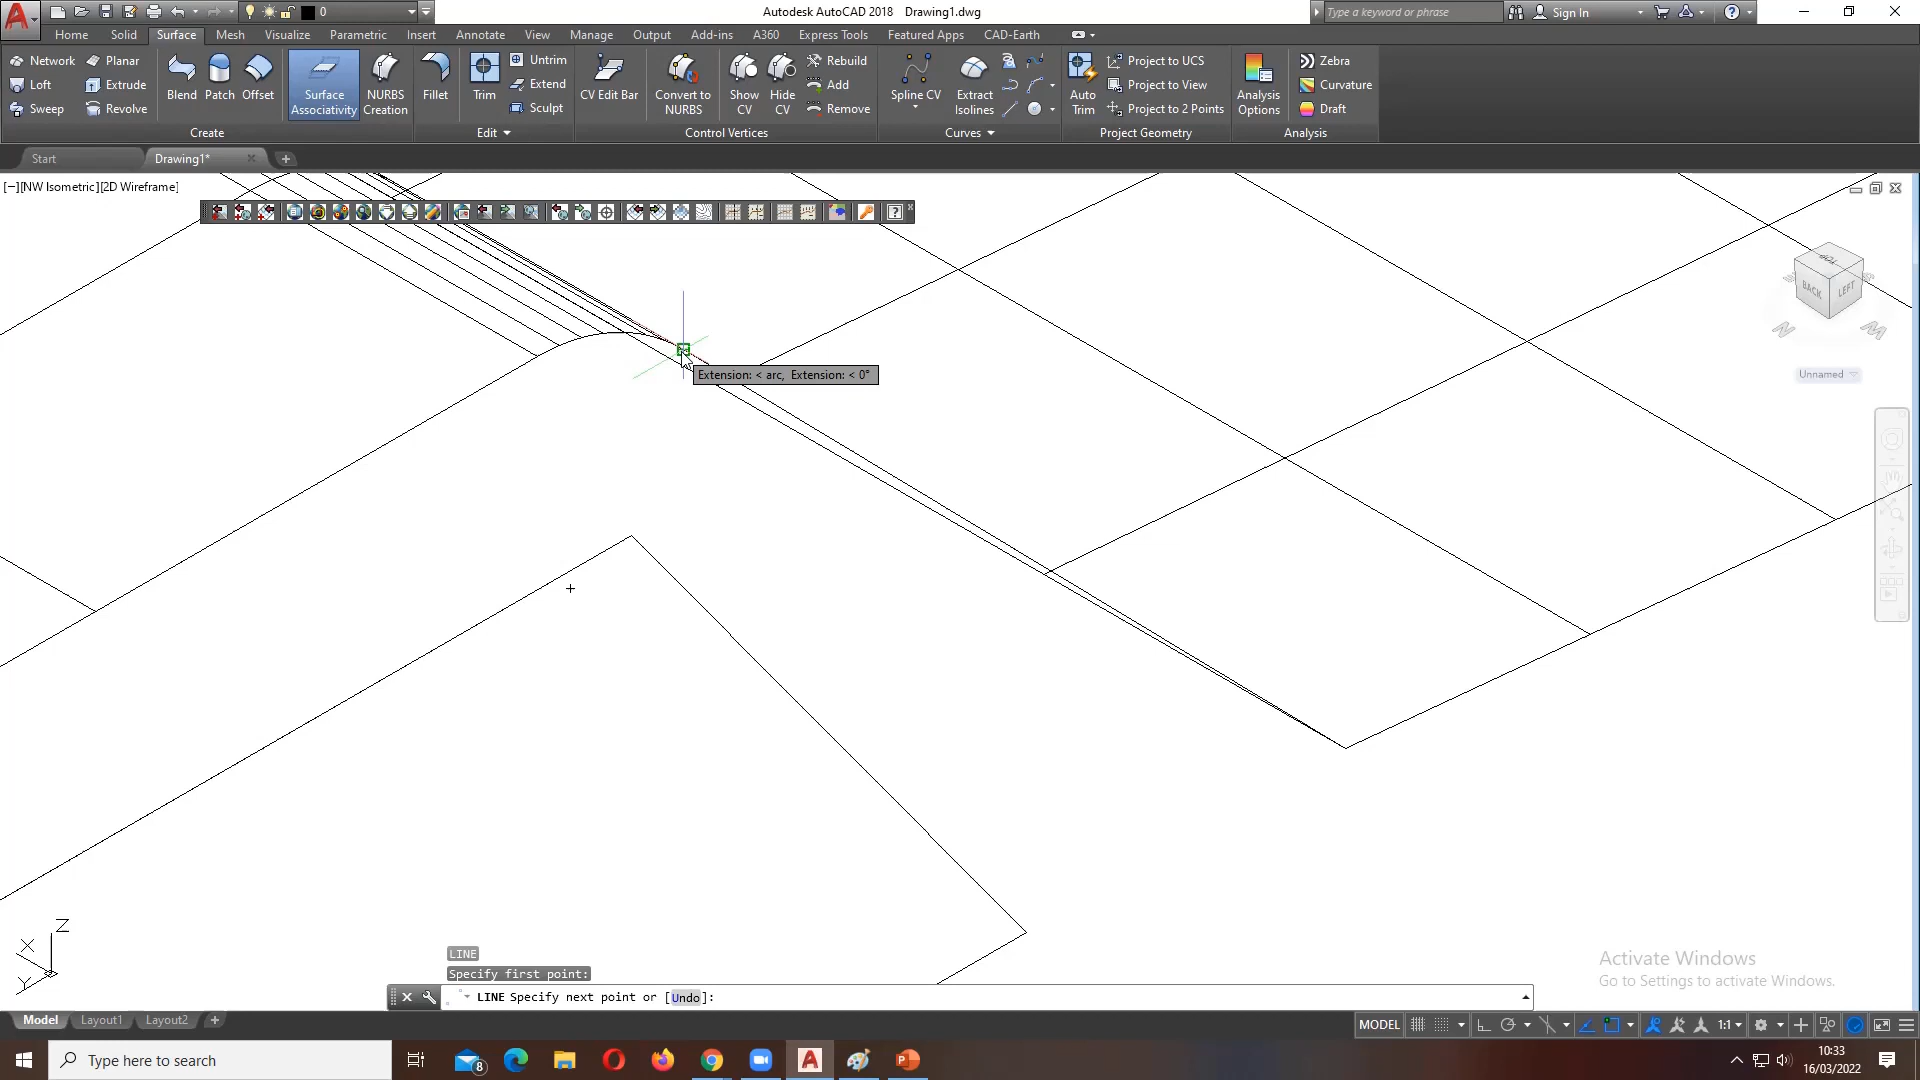 Autodesk AutoCAD 2018 Drawing1.dwg
0
Type a keyword or phrase
Sign In
Home Solid Surface Mesh Visualize Parametric Insert Annotate View Manage Output Add-ins A360 Express Tools Featured Apps CAD-Earth
Network Planar
Loft Extrude
Sweep Revolve
Create
Blend Patch Offset
Surface Associativity
NURBS Creation
Fillet
Trim
Untrim
Extend
Sculpt
Edit
CV Edit Bar
Convert to NURBS
Show CV
Hide CV
Rebuild
Add
Remove
Control Vertices
Spline CV
Extract Isolines
Curves
Auto Trim
Project to UCS
Project to View
Project to 2 Points
Project Geometry
Analysis Options
Zebra
Curvature
Draft
Analysis
Start Drawing1*
[−][NW Isometric][2D Wireframe]
TOP
BACK LEFT
Unnamed
Extension: < arc, Extension: < 0°
Z
X
Y
LINE
Specify first point:
LINE Specify next point or [Undo]:
Activate Windows
Go to Settings to activate Windows.
Model Layout1 Layout2
MODEL
1:1
Type here to search
8
10:33
16/03/2022